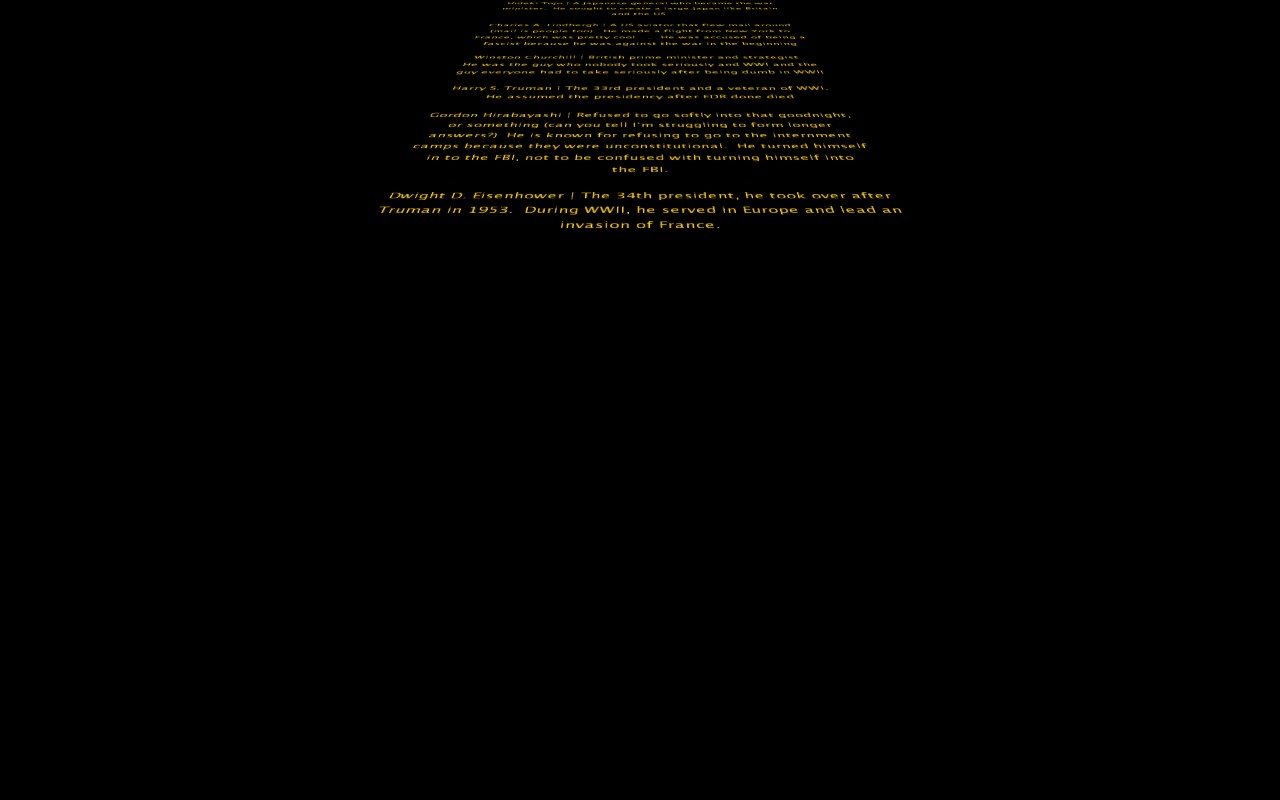 Hideki Tojo | A Japanese general who became the war
minister.  He sought to create a large Japan like Britain
and the US.
Charles A. Lindbergh | A US aviator that flew mail around
(mail is people too).  He made a flight from New York to
France, which was pretty cool . . .  He was accused of being a
fascist because he was against the war in the beginning
Winston Churchill | British prime minister and strategist.
He was the guy who nobody took seriously and WWI and the
guy everyone had to take seriously after being dumb in WWII
Harry S. Truman | The 33rd president and a veteran of WWI.
He assumed the presidency after FDR done died
Gordon Hirabayashi | Refused to go softly into that goodnight,
or something (can you tell I'm struggling to form longer
answers?)  He is known for refusing to go to the internment
camps because they were unconstitutional.  He turned himself
in to the FBI, not to be confused with turning himself into
the FBI.
Dwight D. Eisenhower | The 34th president, he took over after
Truman in 1953.  During WWII, he served in Europe and lead an
invasion of France.